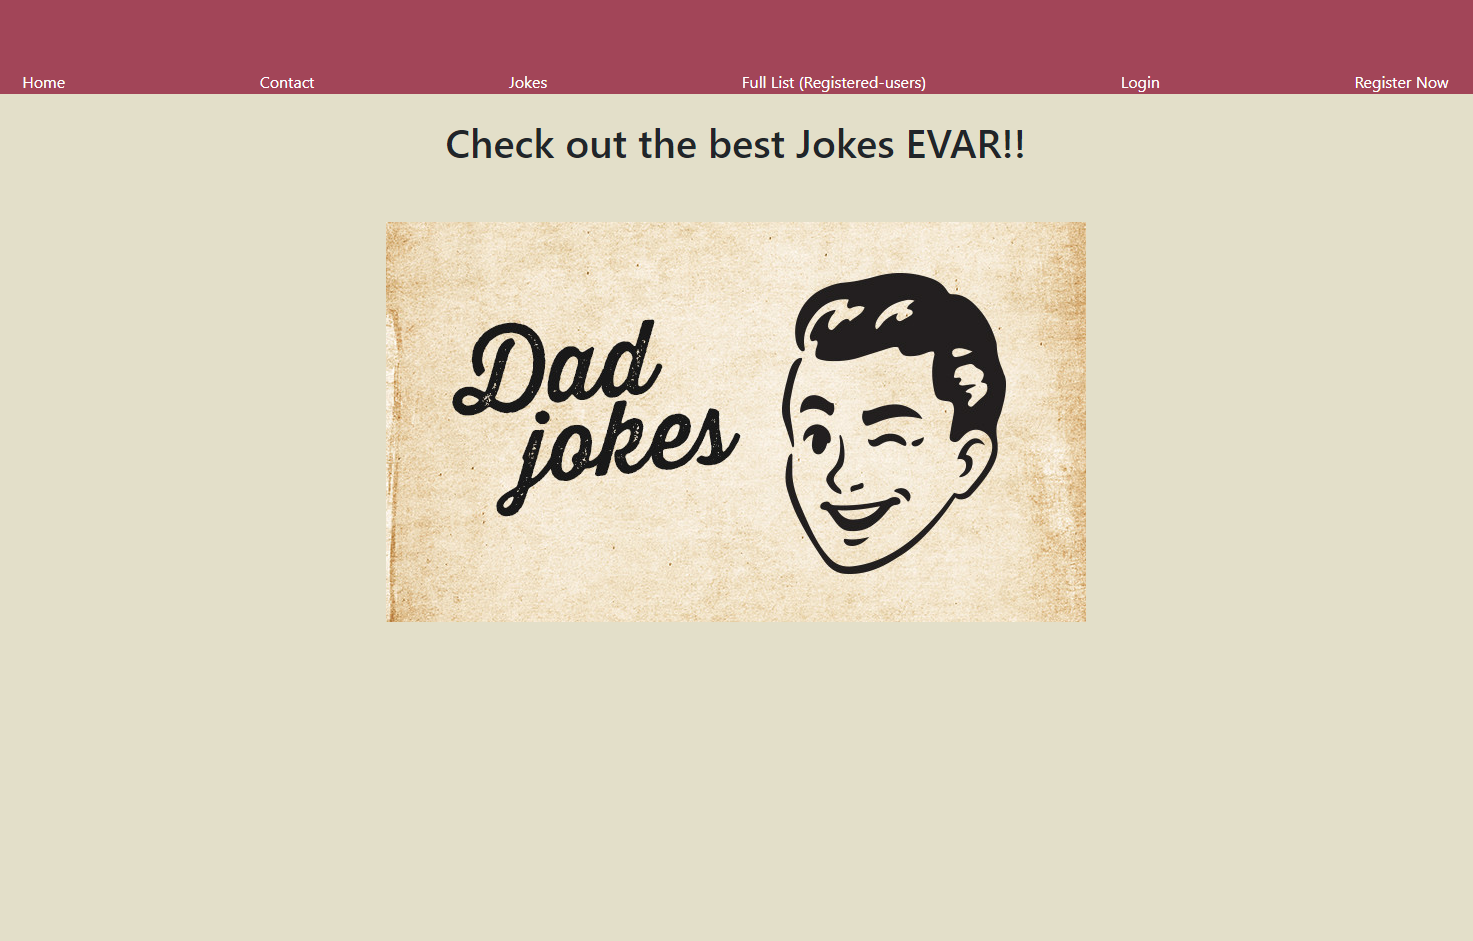 Home Contact Jokes Full List (Registered-users) Login Register Now
Check out the best Jokes EVAR!!
Dad
jokes